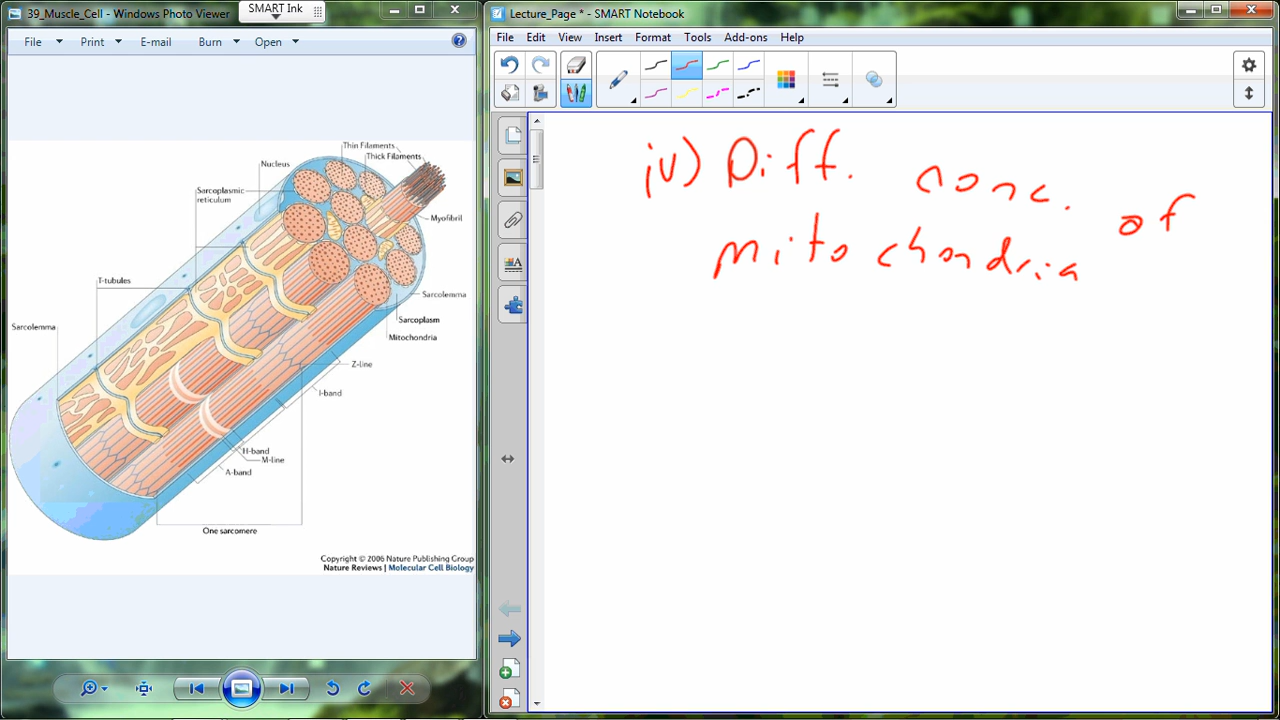 39_Muscle_Cell - Windows Photo Viewer
SMART Ink
File Print E-mail Burn Open
Thin Filaments
Thick Filaments
Nucleus
Sarcoplasmic
reticulum
Myofibril
T-tubules
Sarcolemma
Sarcoplasm
Sarcolemma
Mitochondria
Z-line
I-band
H-band
M-line
A-band
One sarcomere
Copyright © 2006 Nature Publishing Group
Nature Reviews | Molecular Cell Biology
Lecture_Page * - SMART Notebook
File Edit View Insert Format Tools Add-ons Help
iv) Diff. conc. of
mitochondria